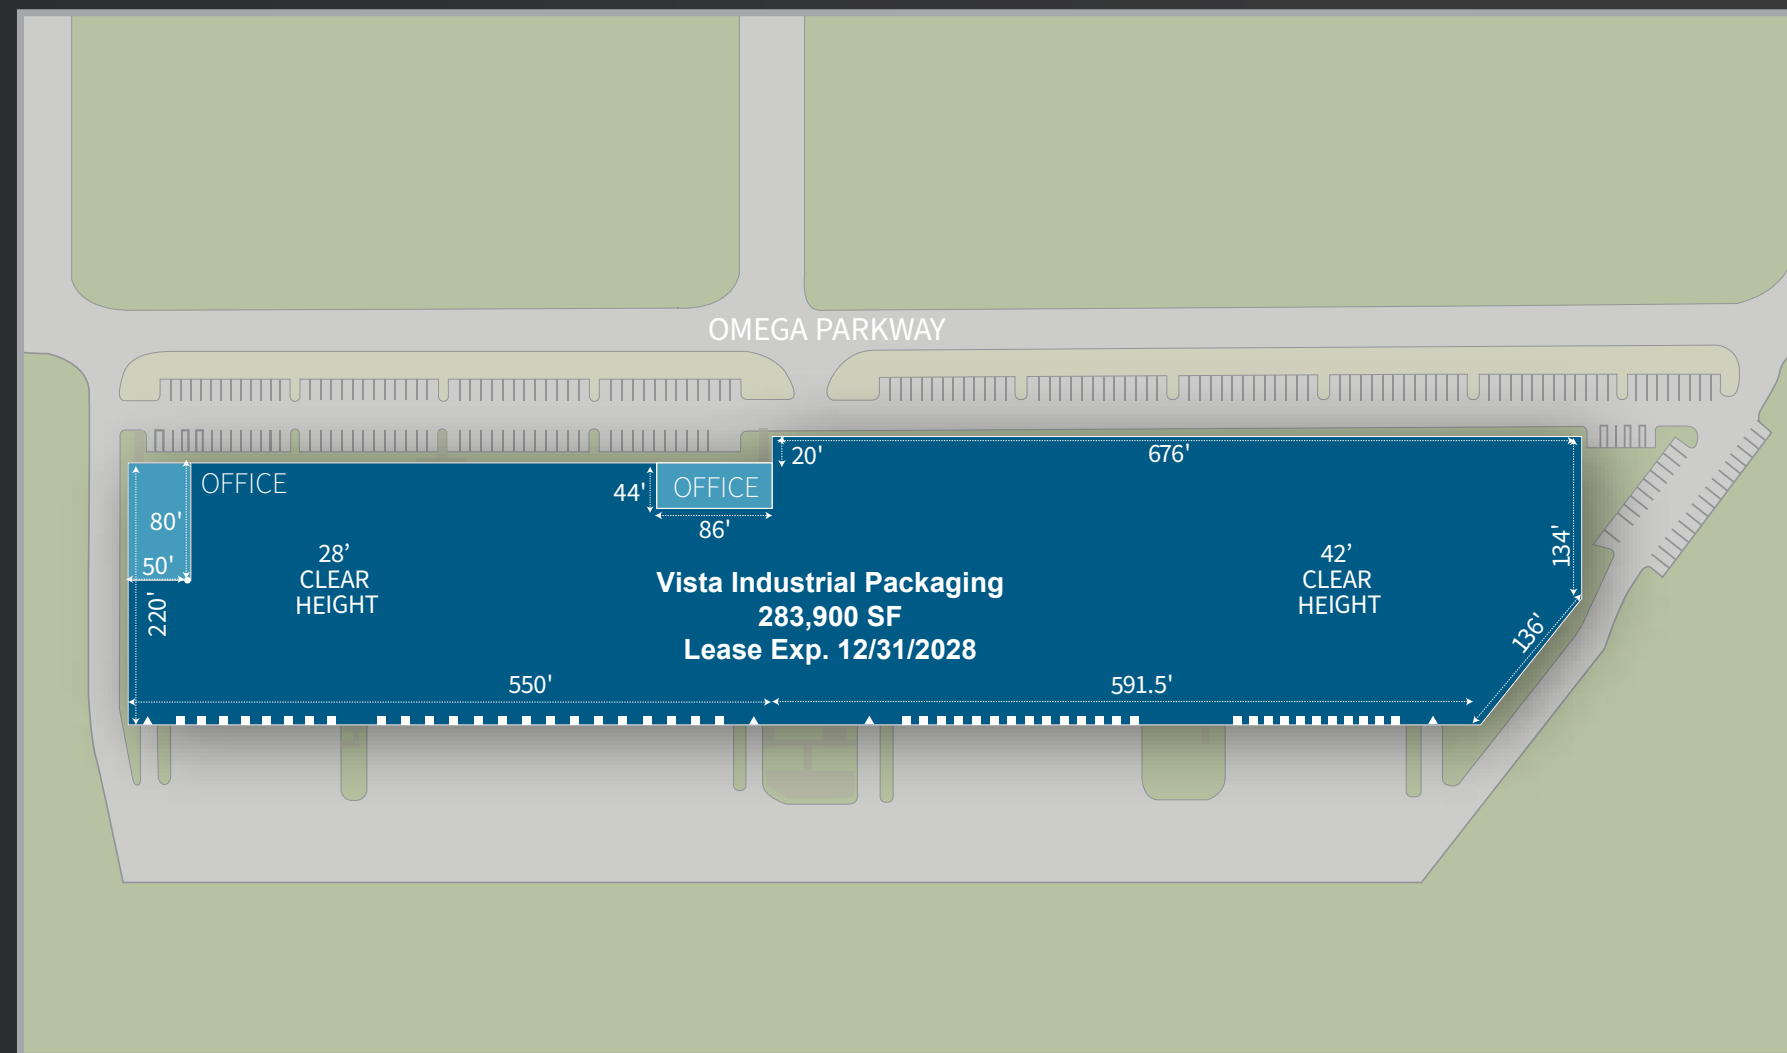 OMEGA PARKWAY
20'
676'
OFFICE
44'
OFFICE
80'
86'
134'
50'
28’
CLEAR
HEIGHT
42’
CLEAR
HEIGHT
Vista Industrial Packaging
283,900 SF
Lease Exp. 12/31/2028
220'
136'
550'
591.5'